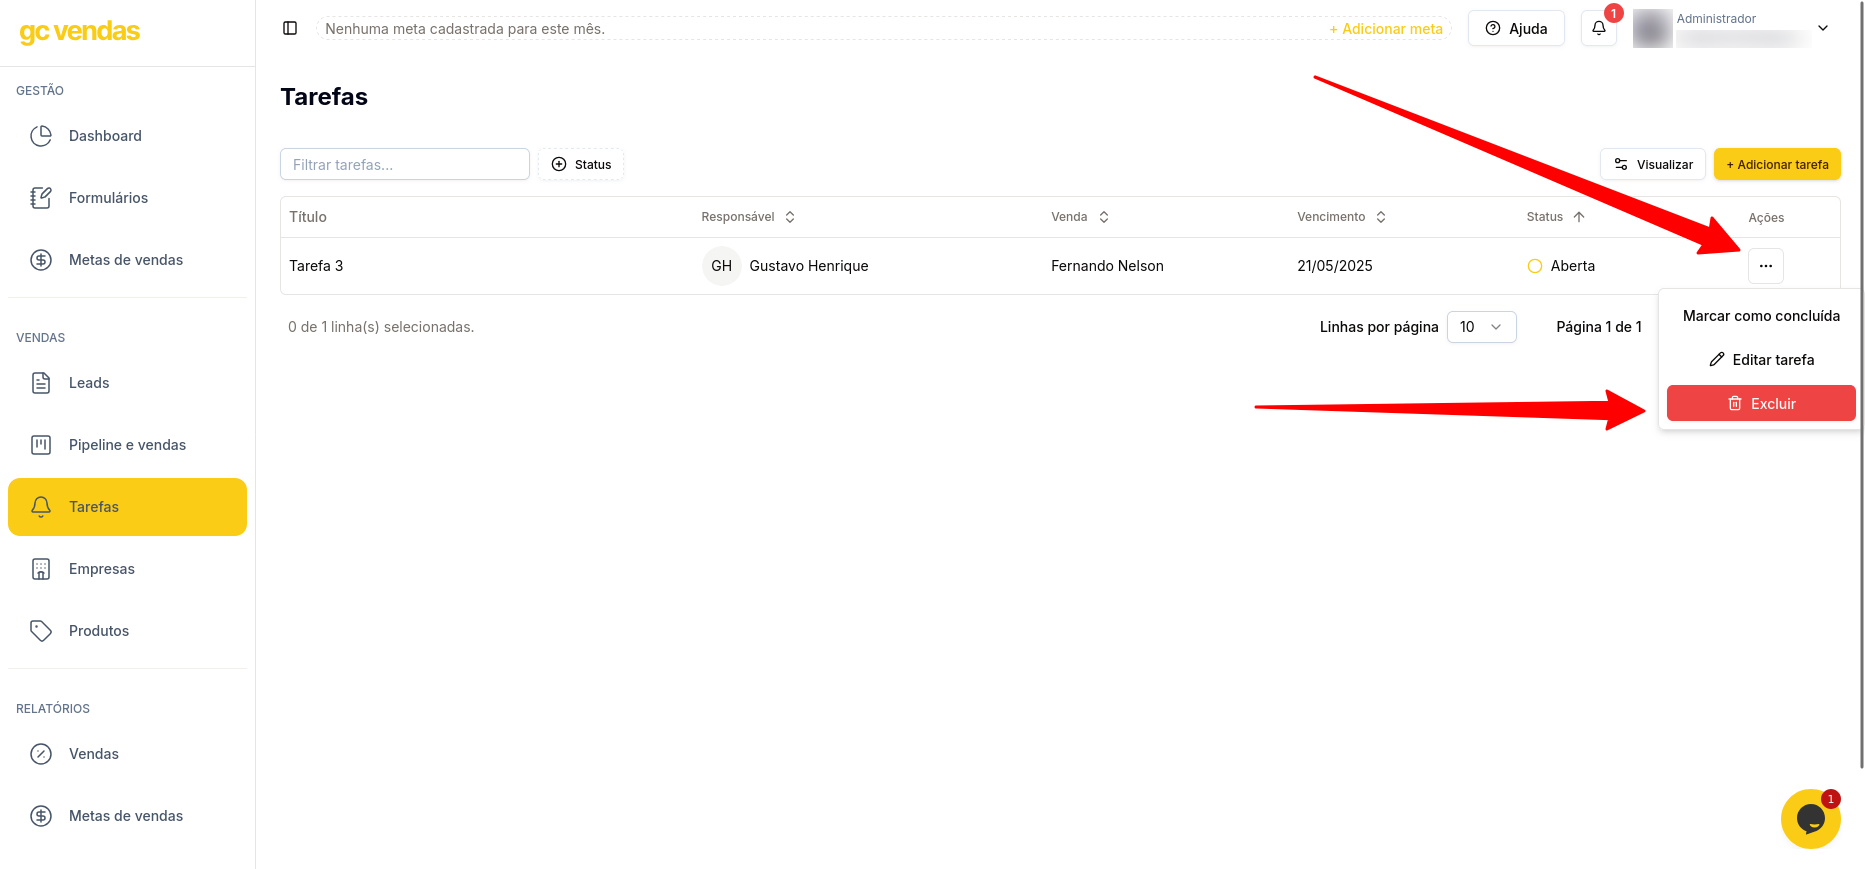 gc vendas
GESTÃO
Dashboard
Formulários
Metas de vendas
VENDAS
Leads
Pipeline e vendas
Tarefas
Empresas
Produtos
RELATÓRIOS
Vendas
Metas de vendas
Nenhuma meta cadastrada para este mês.
+ Adicionar meta
Ajuda
1
Administrador
Tarefas
Filtrar tarefas...
Status
Visualizar
+ Adicionar tarefa
Título
Responsável
Venda
Vencimento
Status
Ações
Tarefa 3
GH
Gustavo Henrique
Fernando Nelson
21/05/2025
Aberta
0 de 1 linha(s) selecionadas.
Linhas por página
10
Página 1 de 1
Marcar como concluída
Editar tarefa
Excluir
1